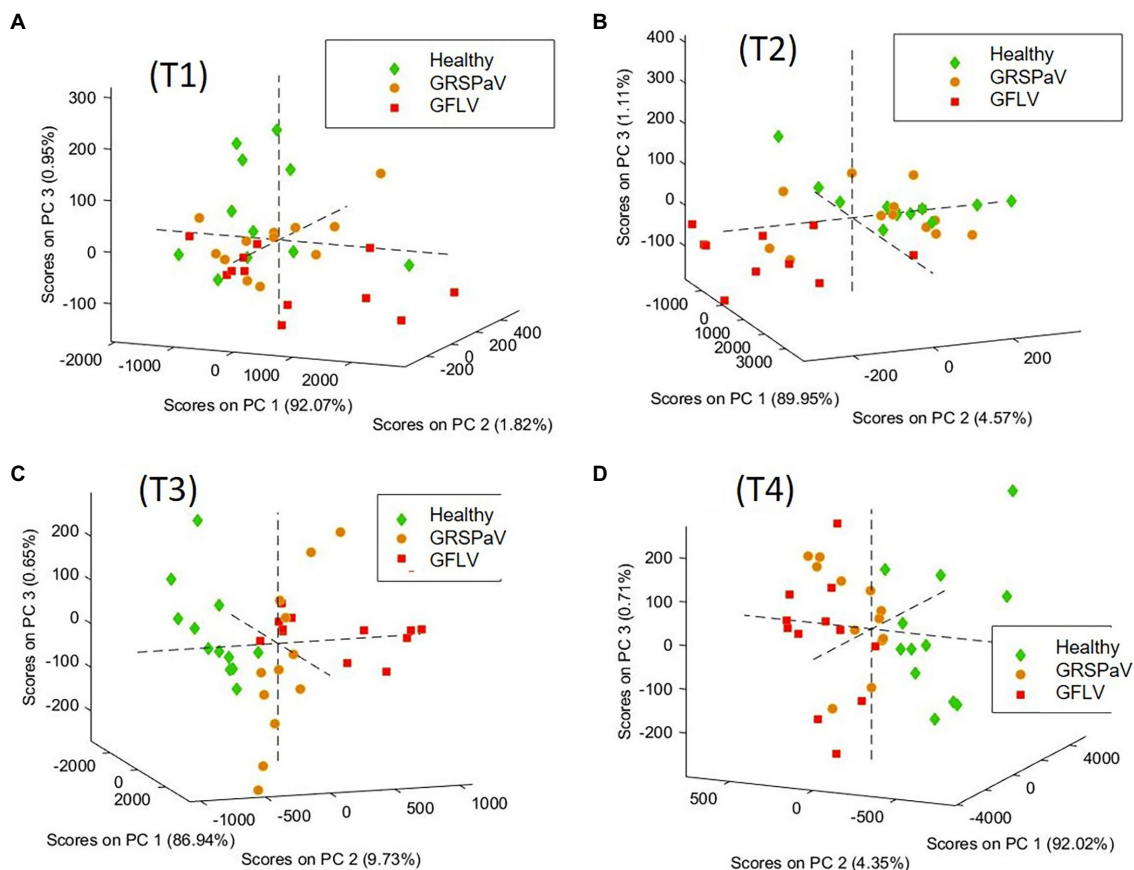 A
(T1)
Healthy
GRSPaV
GFLV
Scores on PC 3 (0.95%)
300
200
100
0
-100
-2000
-1000
0
1000
2000
-200
0
200
400
Scores on PC 1 (92.07%)
Scores on PC 2 (1.82%)
B
(T2)
Healthy
GRSPaV
GFLV
Scores on PC 3 (1.11%)
400
300
200
100
0
-100
-1000
0
1000
2000
3000
-200
0
200
Scores on PC 1 (89.95%)
Scores on PC 2 (4.57%)
C
(T3)
Healthy
GRSPaV
GFLV
Scores on PC 3 (0.65%)
200
100
0
-100
-200
-2000
0
2000
-1000
-500
0
500
1000
Scores on PC 1 (86.94%)
Scores on PC 2 (9.73%)
D
(T4)
Healthy
GRSPaV
GFLV
Scores on PC 3 (0.71%)
200
100
0
-100
-200
500
0
-500
-4000
0
4000
Scores on PC 1 (92.02%)
Scores on PC 2 (4.35%)